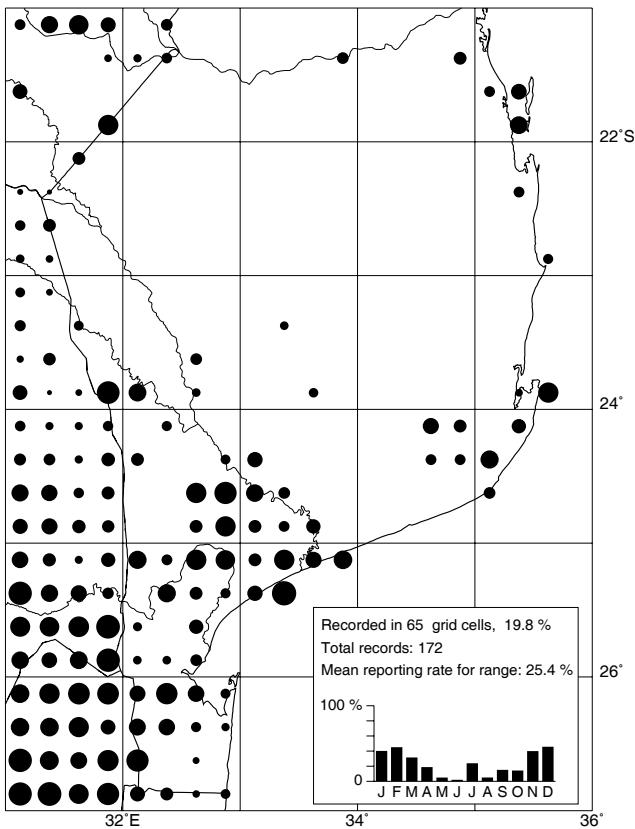 22˚S
24˚
Recorded in 65 grid cells, 19.8 %
Total records: 172
Mean reporting rate for range: 25.4 %
26˚
100 %
0
J F M A M J J A S O N D
32˚E
34˚
36˚